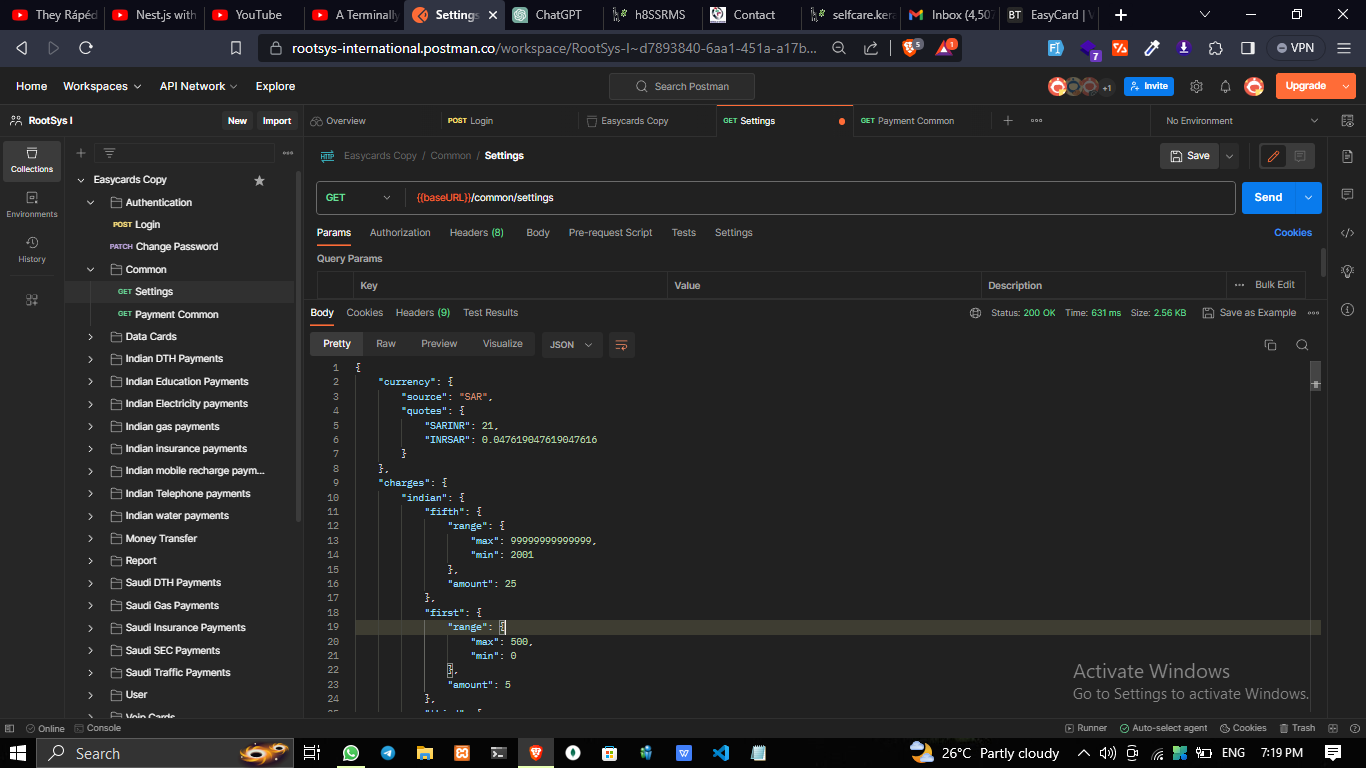 They Rápéd
Nest.js with
YouTube
A Terminally
Settings
ChatGPT
h8SSRMS
Contact
selfcare.kera
Inbox (4,507
BT EasyCard | V
rootsys-international.postman.co/workspace/RootSys-I~d7893840-6aa1-451a-a17b...
5
1
7
VPN
Home Workspaces API Network Explore
Search Postman
+1
Invite
Upgrade
RootSys I
New Import
Overview
POST Login
Easycards Copy
GET Settings
GET Payment Common
No Environment
Collections
Environments
History
Easycards Copy
Authentication
POST Login
PATCH Change Password
Common
GET Settings
GET Payment Common
Data Cards
Indian DTH Payments
Indian Education Payments
Indian Electricity payments
Indian gas payments
Indian insurance payments
Indian mobile recharge paym...
Indian Telephone payments
Indian water payments
Money Transfer
Report
Saudi DTH Payments
Saudi Gas Payments
Saudi Insurance Payments
Saudi SEC Payments
Saudi Traffic Payments
User
Voip Cards
HTTP Easycards Copy / Common / Settings
Save
GET
{{baseURL}}/common/settings
Send
Params Authorization Headers (8) Body Pre-request Script Tests Settings
Cookies
Query Params
Key Value Description
Bulk Edit
Body Cookies Headers (9) Test Results
Status: 200 OK Time: 631 ms Size: 2.56 KB
Save as Example
Pretty Raw Preview Visualize JSON
1 {
2 "currency": {
3 "source": "SAR",
4 "quotes": {
5 "SARINR": 21,
6 "INRSAR": 0.047619047619047616
7 }
8 },
9 "charges": {
10 "indian": {
11 "fifth": {
12 "range": {
13 "max": 99999999999999,
14 "min": 2001
15 },
16 "amount": 25
17 },
18 "first": {
19 "range": {
20 "max": 500,
21 "min": 0
22 },
23 "amount": 5
24 },
Activate Windows
Go to Settings to activate Windows.
Online
Console
Runner
Auto-select agent
Cookies
Trash
Search
26°C Partly cloudy
ENG
7:19 PM